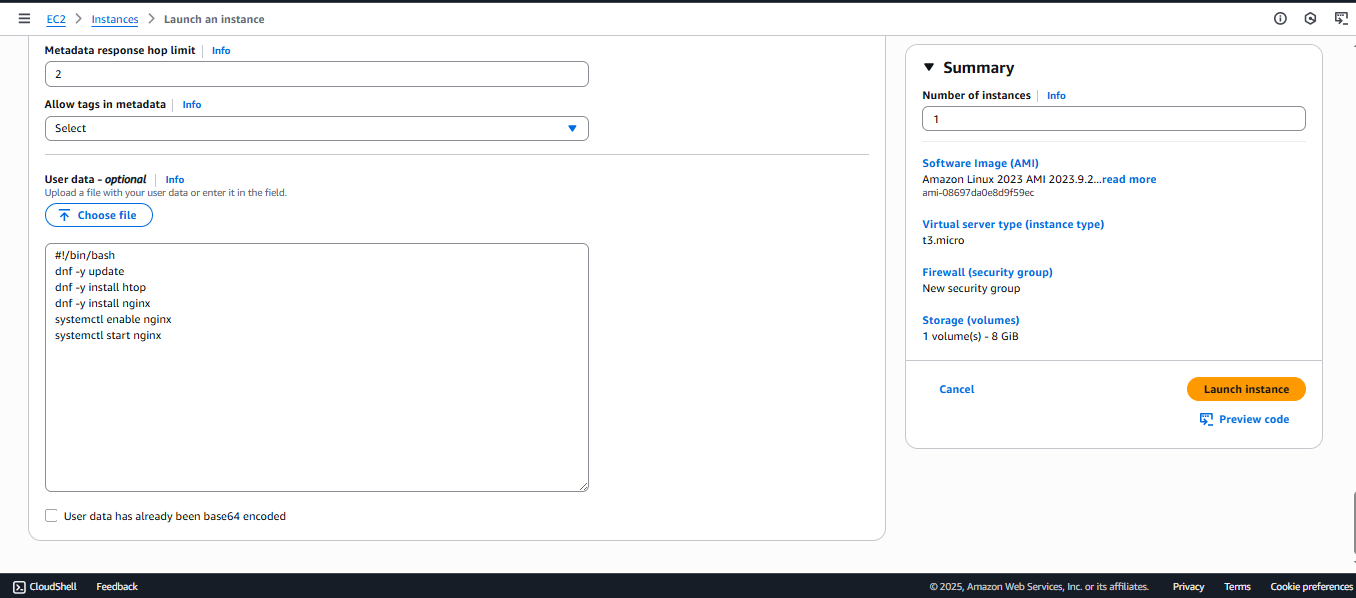 EC2 > Instances > Launch an instance
Metadata response hop limit | Info
2
Allow tags in metadata | Info
Select
User data - optional | Info
Upload a file with your user data or enter it in the field.
Choose file
#!/bin/bash
dnf -y update
dnf -y install htop
dnf -y install nginx
systemctl enable nginx
systemctl start nginx
User data has already been base64 encoded
Summary
Number of instances | Info
1
Software Image (AMI)
Amazon Linux 2023 AMI 2023.9.2...read more
ami-08697da0e8d9f59ec
Virtual server type (instance type)
t3.micro
Firewall (security group)
New security group
Storage (volumes)
1 volume(s) - 8 GiB
Cancel
Launch instance
Preview code
CloudShell Feedback © 2025, Amazon Web Services, Inc. or its affiliates. Privacy Terms Cookie preferences